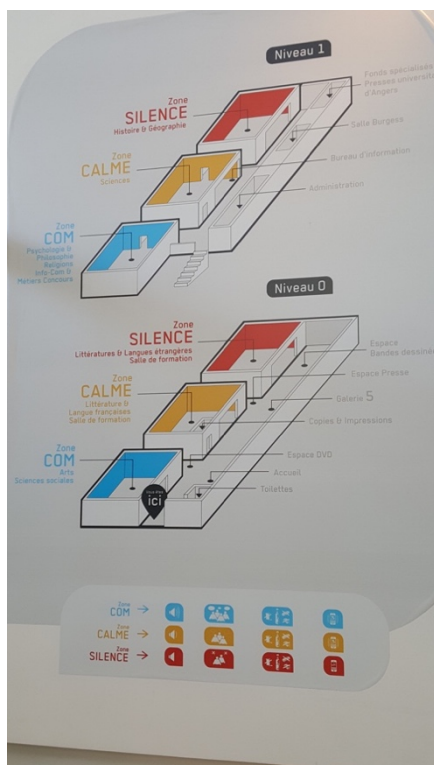 Niveau 1
Fonds spécialisés
Presses universit
d'Angers
Zone
SILENCE
Histoire & Géographie
Salle Burgess
Zone
CALME
Sciences
Bureau d'information
Administration
Zone
COM
Psychologie &
Philosophie
Religions
Info-Com &
Métiers Concours
Niveau 0
Zone
SILENCE
Littératures & Langues étrangères
Salle de formation
Espace
Bandes dessinée
Espace Presse
Zone
CALME
Littérature &
Langue françaises
Salle de formation
Galerie 5
Copies & Impressions
Zone
COM
Arts
Sciences sociales
Espace DVD
Accueil
Toilettes
ici
Zone
COM
Zone
CALME
Zone
SILENCE